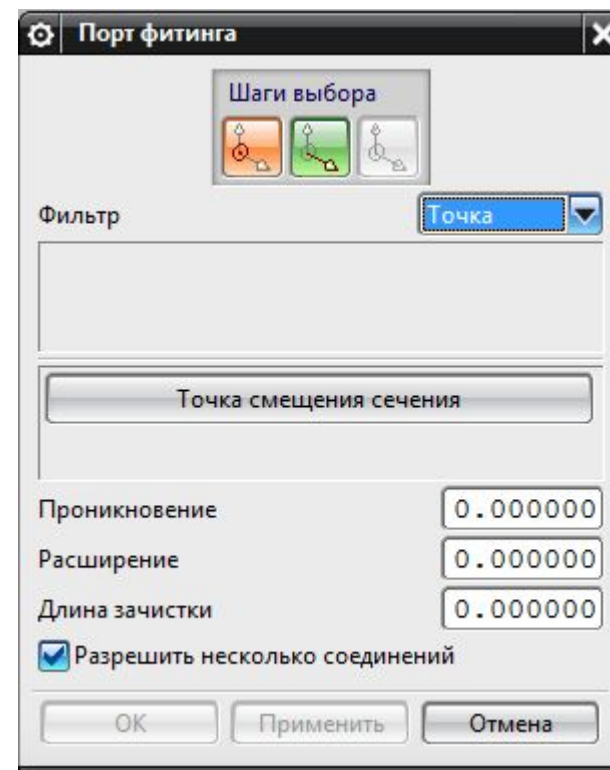 Порт фитинга
Шаги выбора
Фильтр Точка
Точка смещения сечения
Проникновение 0.000000
Расширение 0.000000
Длина зачистки 0.000000
Разрешить несколько соединений
OK Применить Отмена